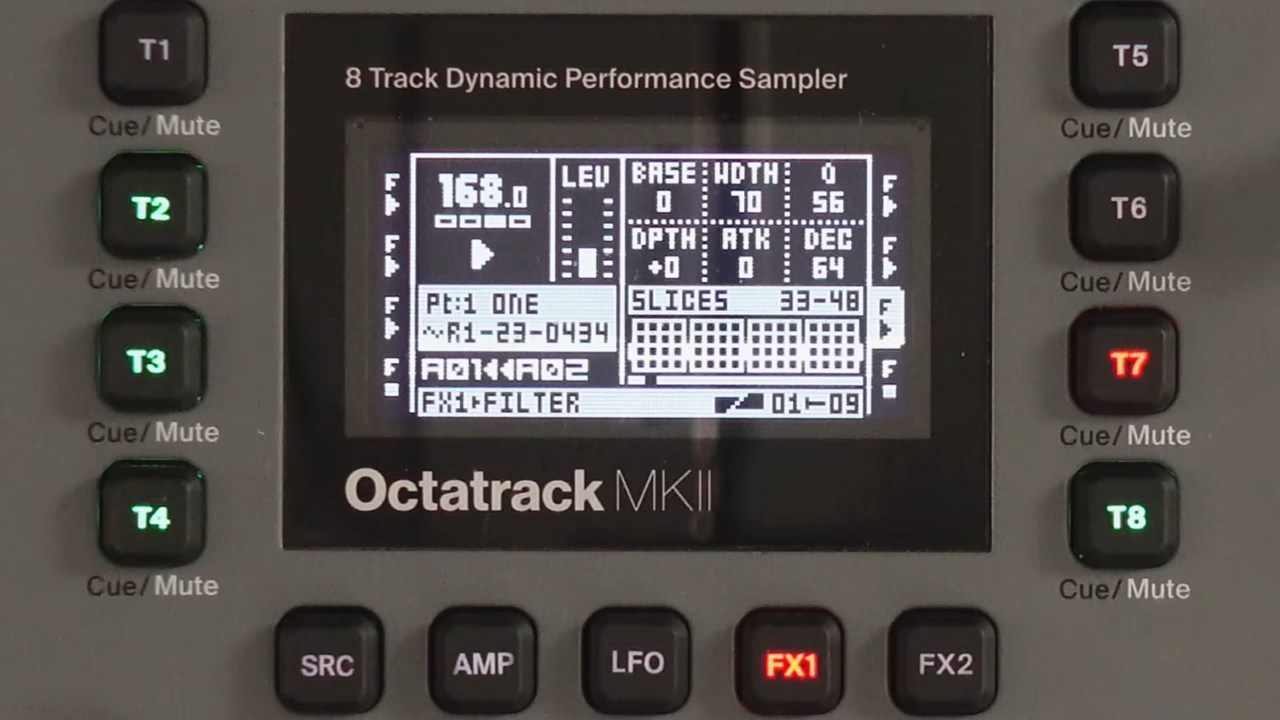 T1
8 Track Dynamic Performance Sampler
T5
Cue/Mute
Cue/Mute
168.0
LEV
BASE WDTH Q
0 70 56
DPTH ATK DEC
+0 0 64
F
F
F
F
F
F
F
F
T2
T6
Cue/Mute
Cue/Mute
Pt:1 ONE
SLICES 33-48
R1-23-0434
A01 A02
FX1 FILTER
01 09
T3
T7
Cue/Mute
Cue/Mute
Octatrack MKII
T4
T8
Cue/Mute
Cue/Mute
SRC
AMP
LFO
FX1
FX2